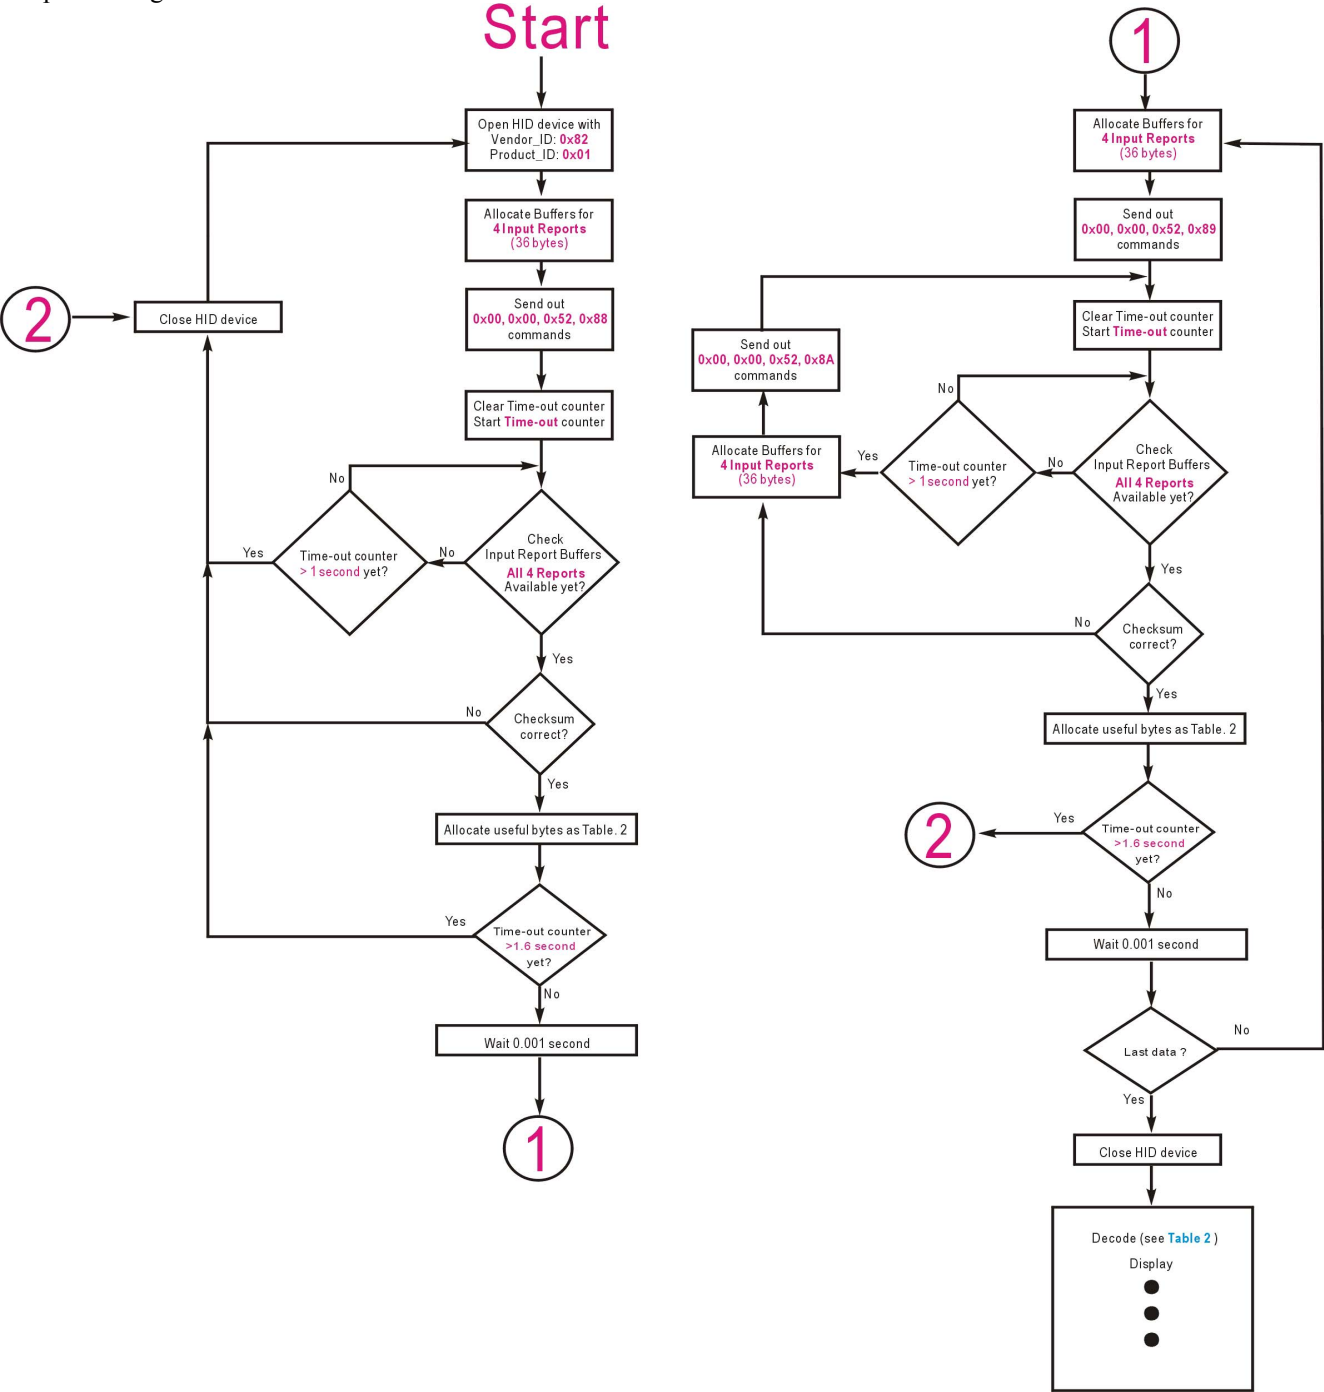 Start
Open HID device with
Vendor_ID: 0x82
Product_ID: 0x01
Allocate Buffers for
4 Input Reports
(36 bytes)
Send out
0x00, 0x00, 0x52, 0x88
commands
2
Close HID device
Clear Time-out counter
Start Time-out counter
No
Yes
Time-out counter
> 1 second yet?
No
Check
Input Report Buffers
All 4 Reports
Available yet?
Yes
No
Checksum
correct?
Yes
Allocate useful bytes as Table. 2
Yes
Time-out counter
>1.6 second
yet?
No
Wait 0.001 second
1
1
Allocate Buffers for
4 Input Reports
(36 bytes)
Send out
0x00, 0x00, 0x52, 0x89
commands
Clear Time-out counter
Start Time-out counter
Send out
0x00, 0x00, 0x52, 0x8A
commands
No
Allocate Buffers for
4 Input Reports
(36 bytes)
Yes
Time-out counter
> 1 second yet?
No
Check
Input Report Buffers
All 4 Reports
Available yet?
Yes
No
Checksum
correct?
Yes
Allocate useful bytes as Table. 2
2
Yes
Time-out counter
>1.6 second
yet?
No
Wait 0.001 second
Last data ?
No
Yes
Close HID device
Decode (see Table 2 )
Display